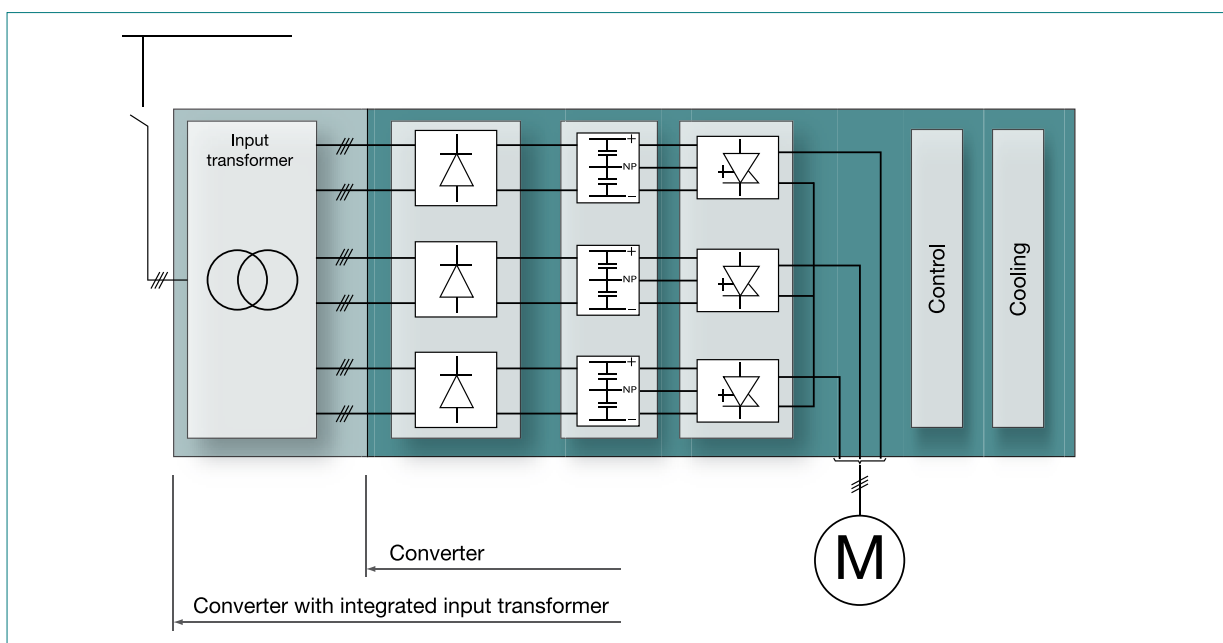 Input
transformer
+
NP
−
+
NP
−
+
NP
−
Control
Cooling
M
Converter
Converter with integrated input transformer